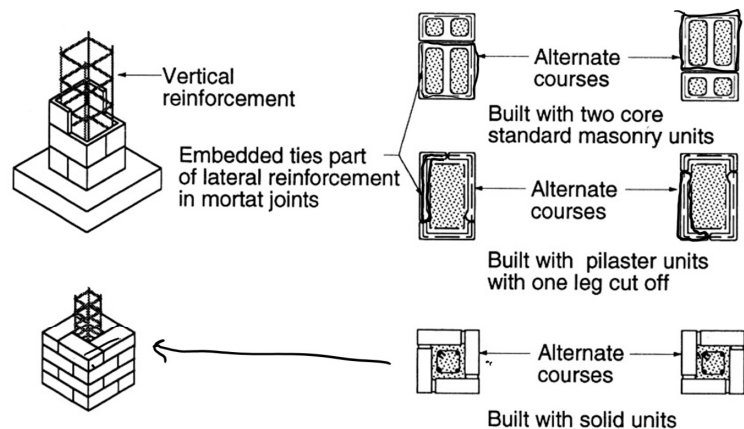 Vertical
reinforcement
Alternate
courses
Built with two core
standard masonry units
Embedded ties part
of lateral reinforcement
in mortat joints
Alternate
courses
Built with pilaster units
with one leg cut off
Alternate
courses
Built with solid units